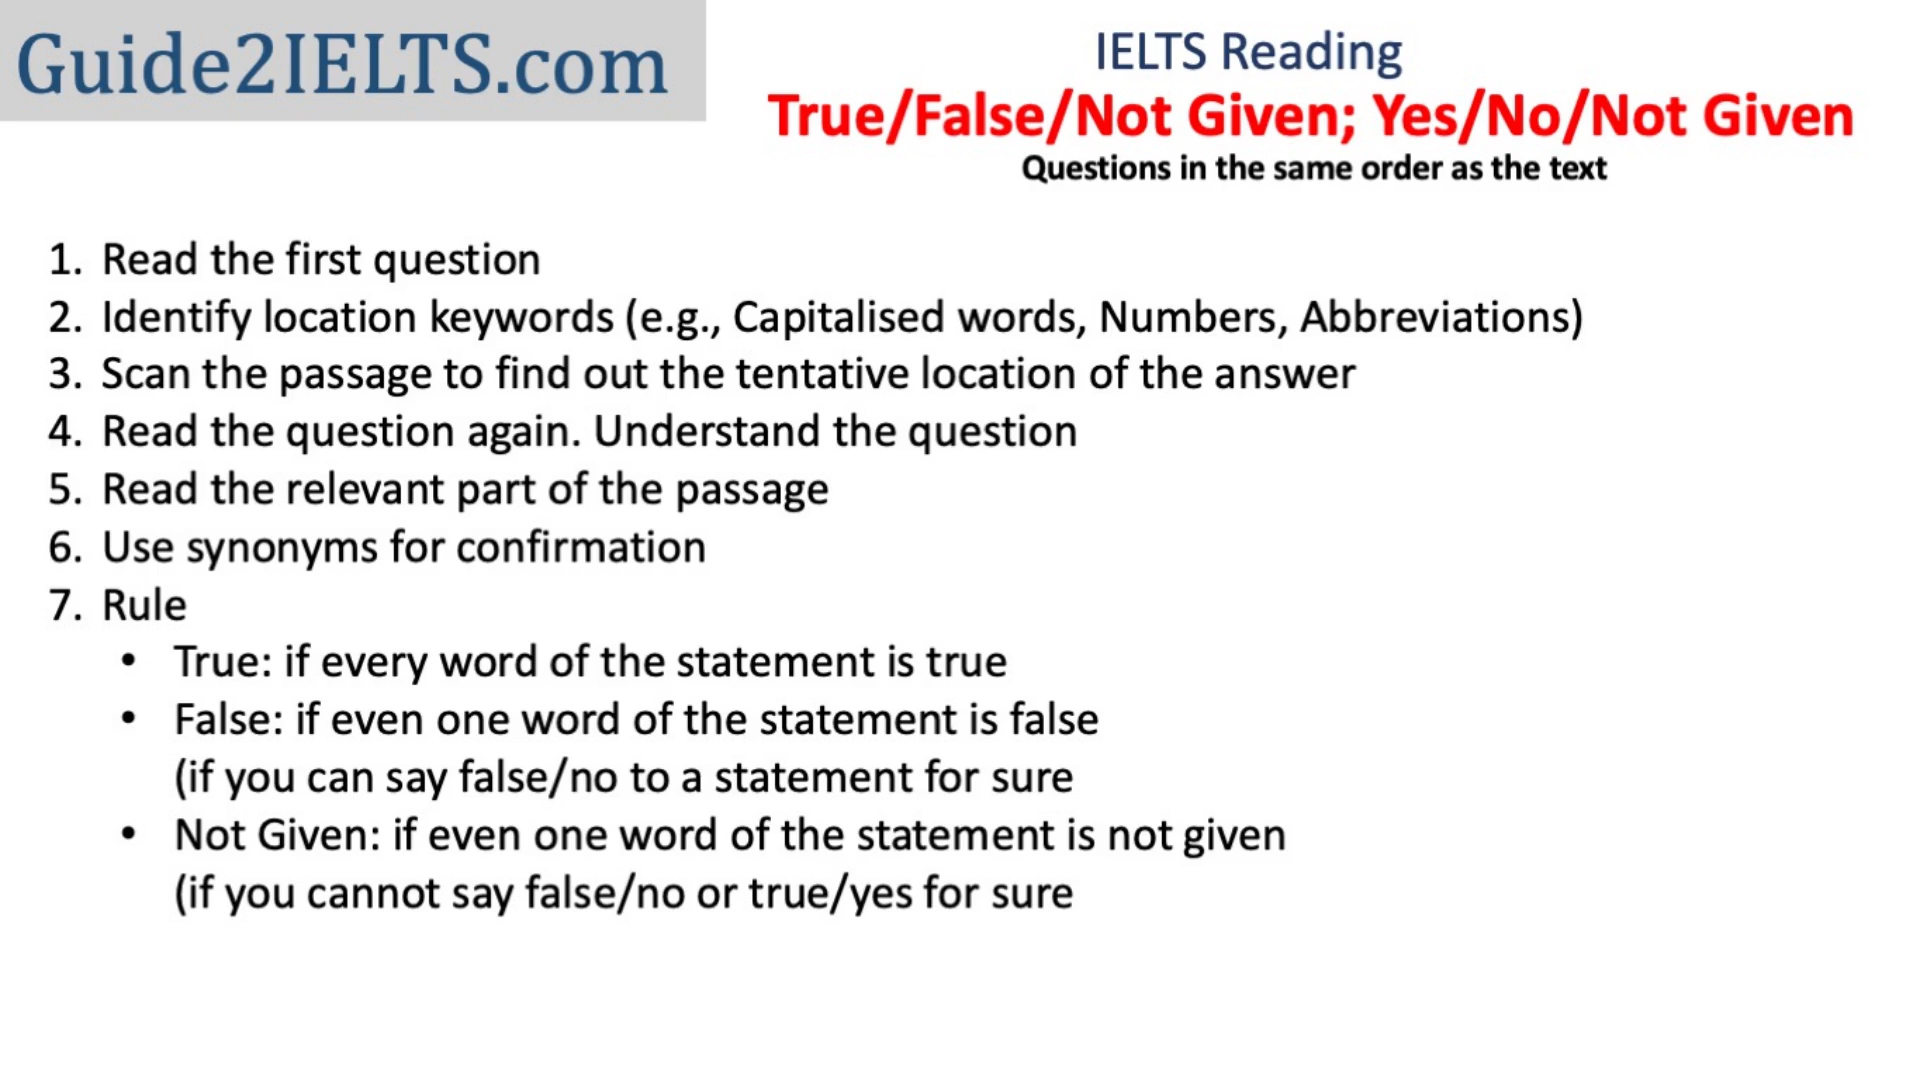 Guide2IELTS.com
IELTS Reading
True/False/Not Given; Yes/No/Not Given
Questions in the same order as the text
1. Read the first question
2. Identify location keywords (e.g., Capitalised words, Numbers, Abbreviations)
3. Scan the passage to find out the tentative location of the answer
4. Read the question again. Understand the question
5. Read the relevant part of the passage
6. Use synonyms for confirmation
7. Rule
• True: if every word of the statement is true
• False: if even one word of the statement is false
(if you can say false/no to a statement for sure
• Not Given: if even one word of the statement is not given
(if you cannot say false/no or true/yes for sure